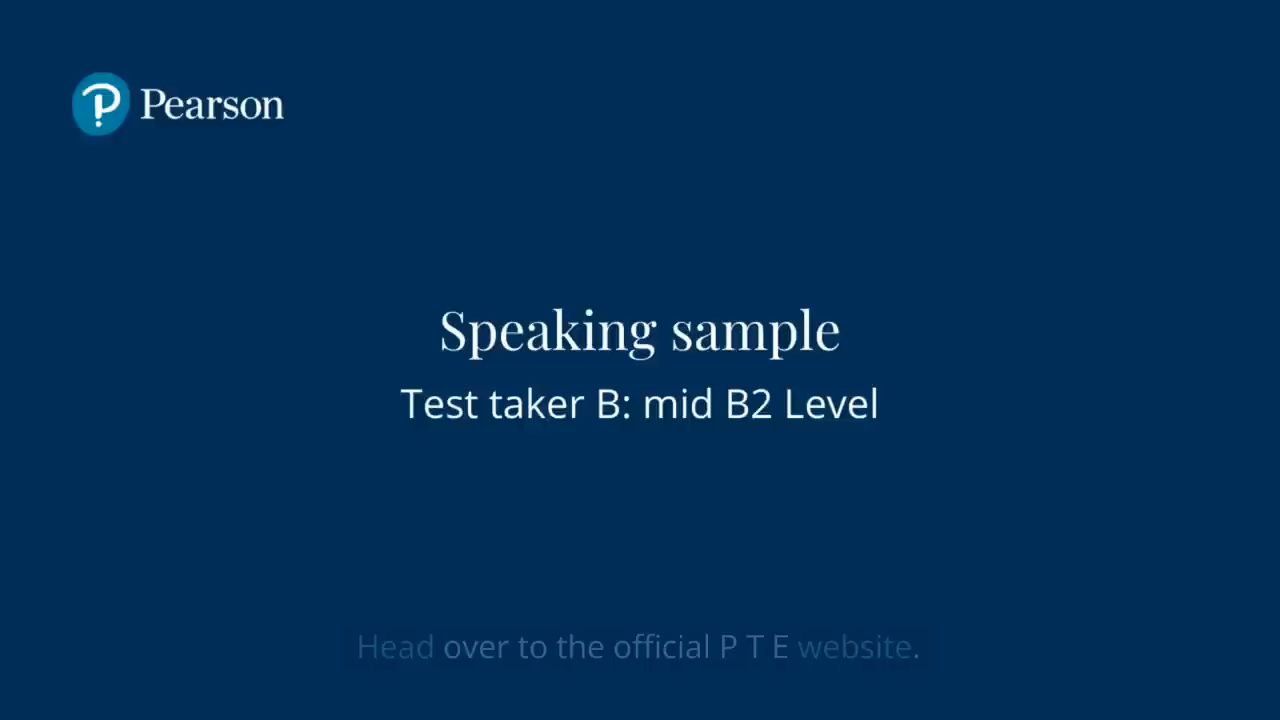 Pearson
Speaking sample
Test taker B: mid B2 Level
Head over to the official P T E website.